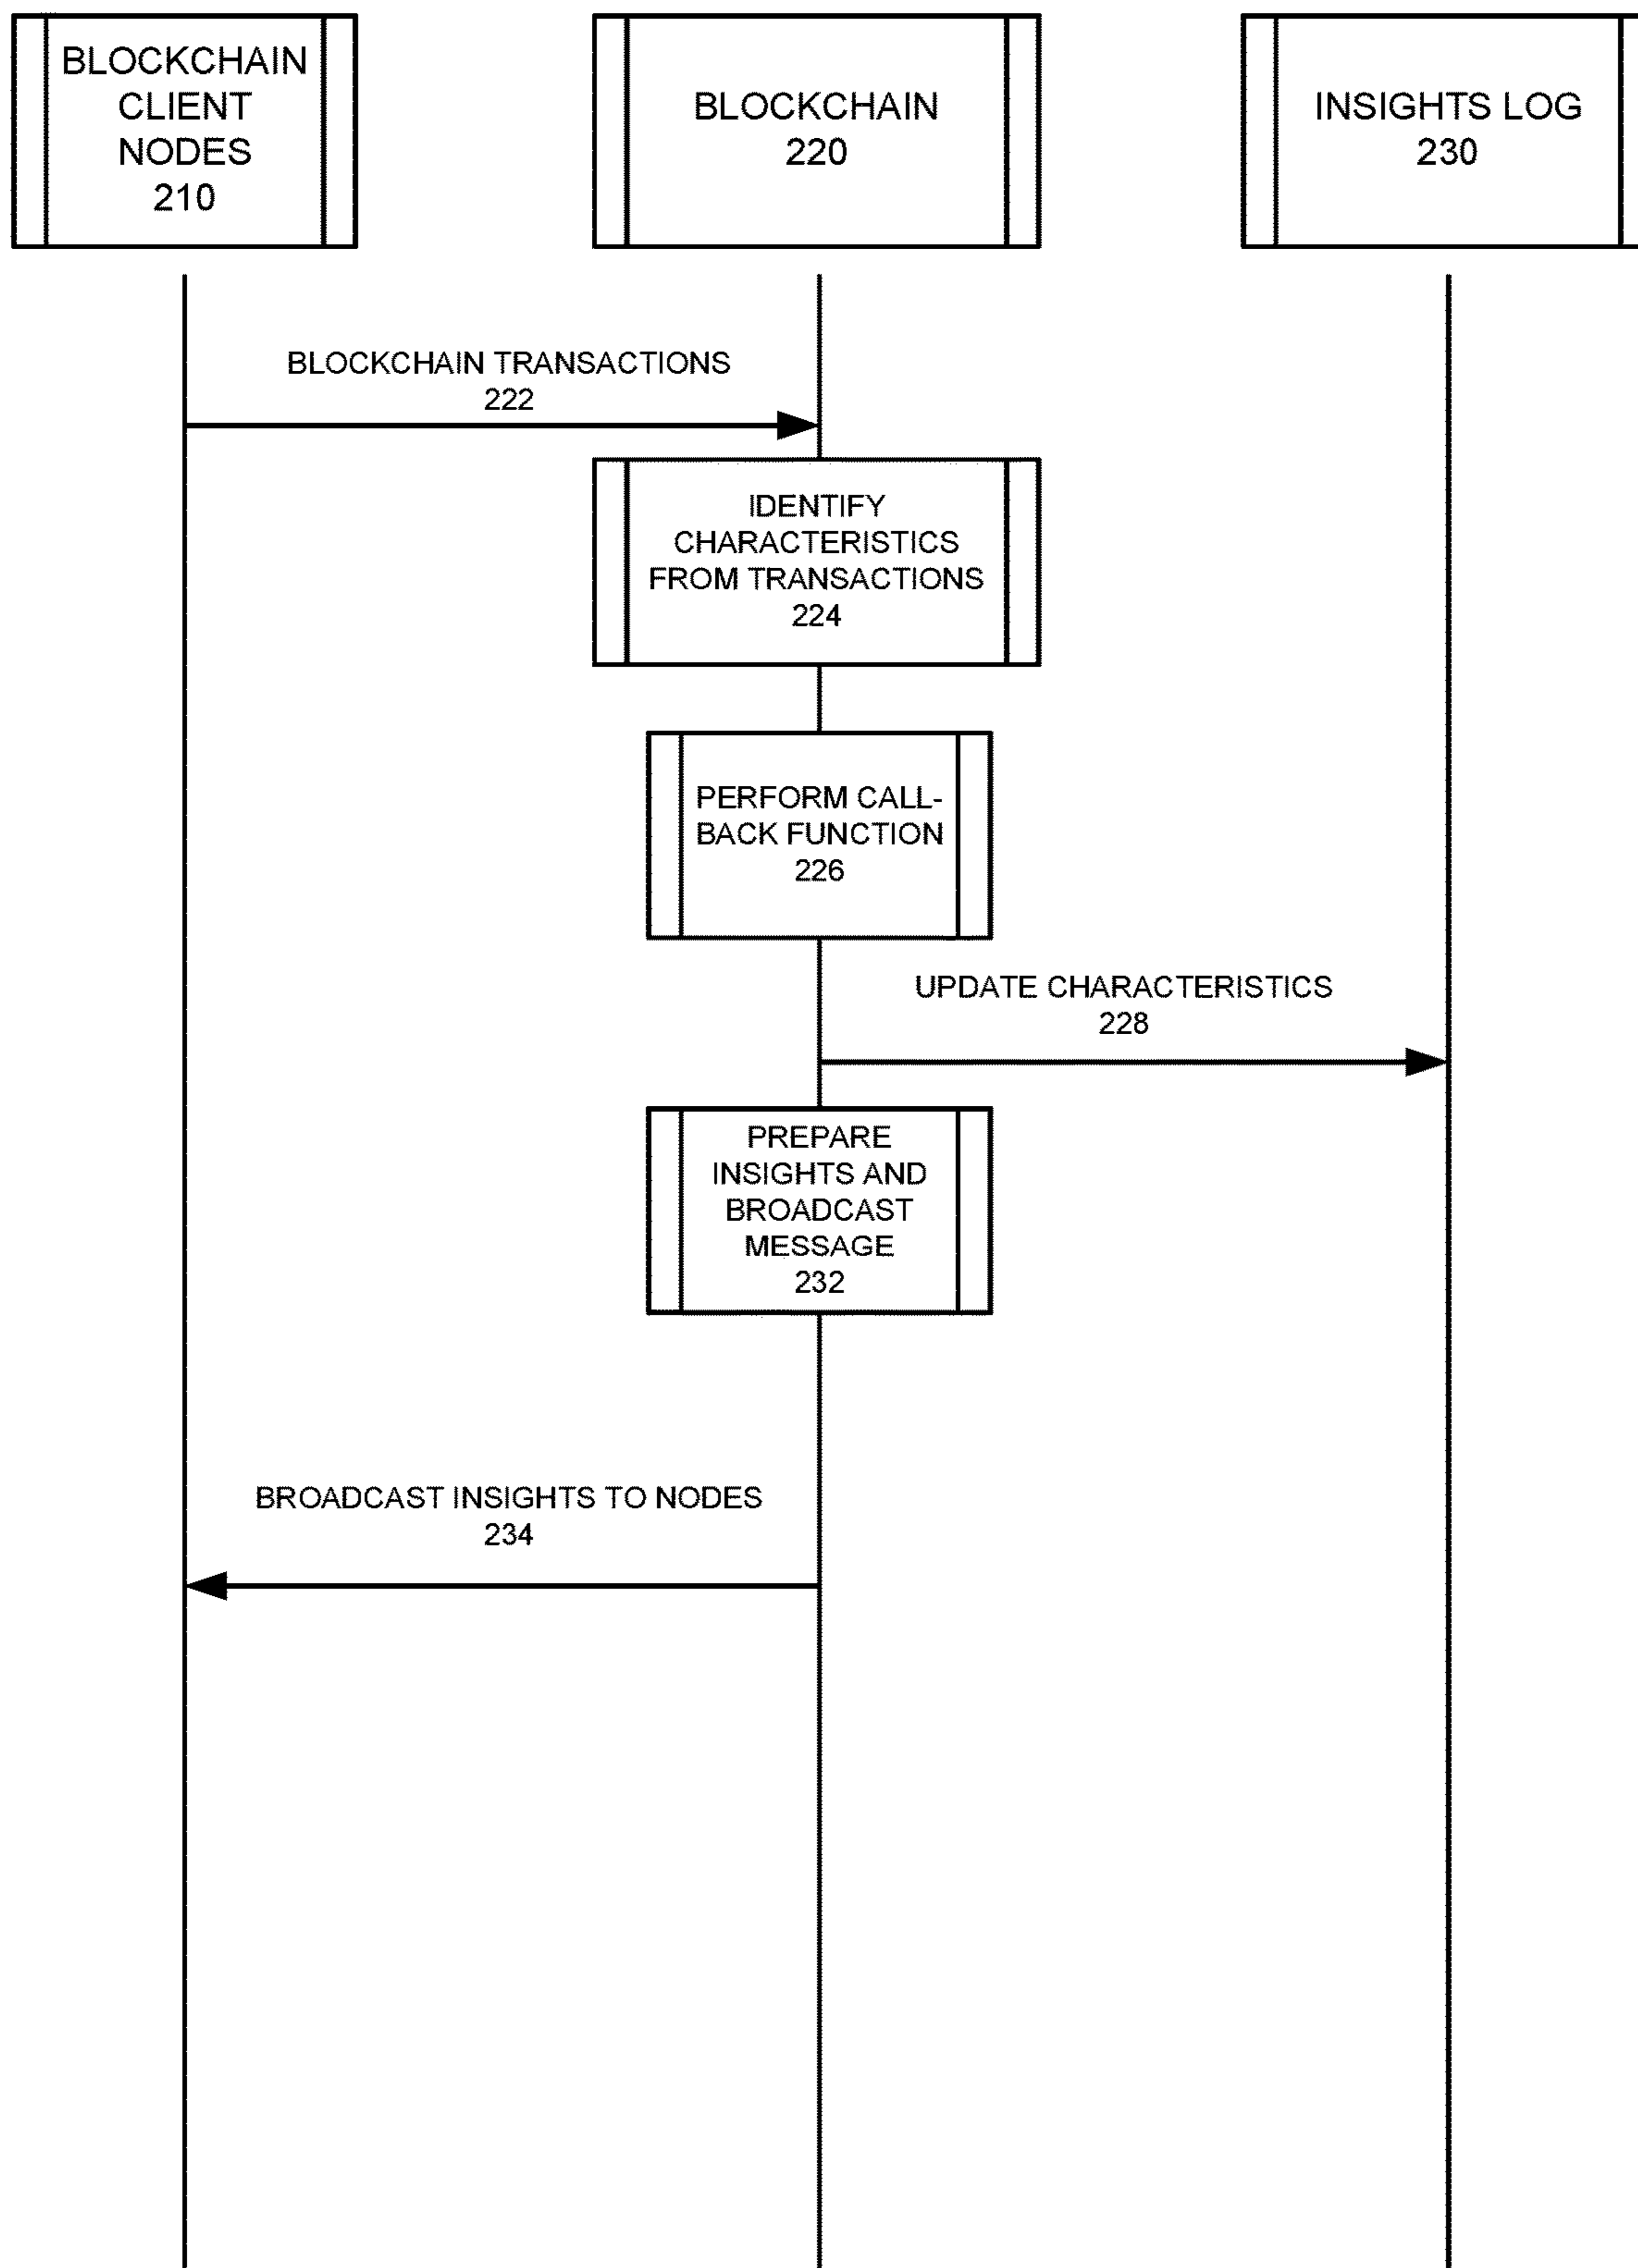 BLOCKCHAIN
CLIENT
NODES
210
BLOCKCHAIN
220
INSIGHTS LOG
230
BLOCKCHAIN TRANSACTIONS
222
IDENTIFY
CHARACTERISTICS
FROM TRANSACTIONS
224
PERFORM CALL-
BACK FUNCTION
226
UPDATE CHARACTERISTICS
228
PREPARE
INSIGHTS AND
BROADCAST
MESSAGE
232
BROADCAST INSIGHTS TO NODES
234